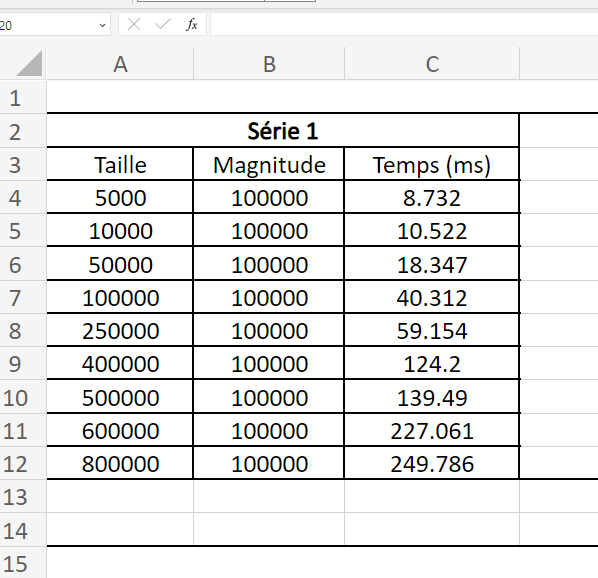 20 fx
A B C
1
2 Série 1
3 Taille Magnitude Temps (ms)
4 5000 100000 8.732
5 10000 100000 10.522
6 50000 100000 18.347
7 100000 100000 40.312
8 250000 100000 59.154
9 400000 100000 124.2
10 500000 100000 139.49
11 600000 100000 227.061
12 800000 100000 249.786
13
14
15